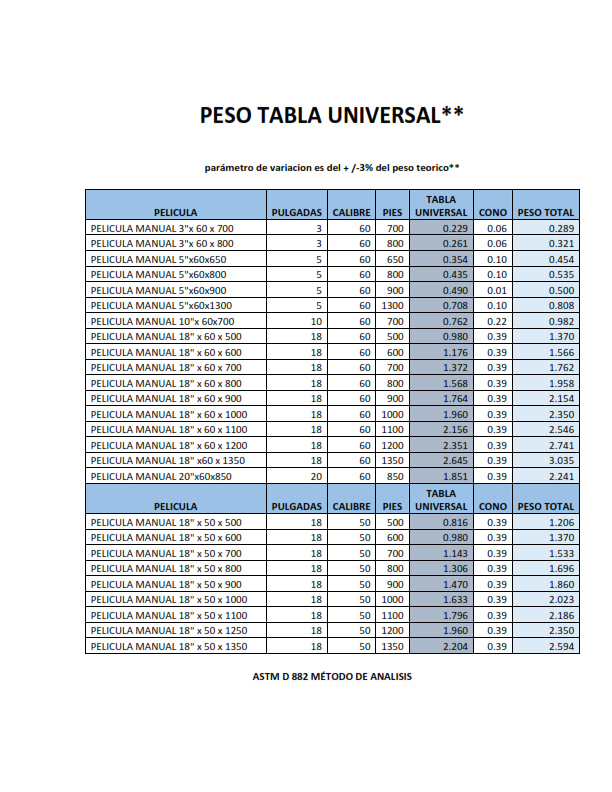 PESO TABLA UNIVERSAL**
parámetro de variacion es del + /-3% del peso teorico**
TABLA
PELICULA PULGADAS CALIBRE PIES UNIVERSAL CONO PESO TOTAL
PELICULA MANUAL 3"x 60 x 700 3 60 700 0.229 0.06 0.289
PELICULA MANUAL 3"x 60 x 800 3 60 800 0.261 0.06 0.321
PELICULA MANUAL 5"x60x650 5 60 650 0.354 0.10 0.454
PELICULA MANUAL 5"x60x800 5 60 800 0.435 0.10 0.535
PELICULA MANUAL 5"x60x900 5 60 900 0.490 0.01 0.500
PELICULA MANUAL 5"x60x1300 5 60 1300 0.708 0.10 0.808
PELICULA MANUAL 10"x 60x700 10 60 700 0.762 0.22 0.982
PELICULA MANUAL 18" x 60 x 500 18 60 500 0.980 0.39 1.370
PELICULA MANUAL 18" x 60 x 600 18 60 600 1.176 0.39 1.566
PELICULA MANUAL 18" x 60 x 700 18 60 700 1.372 0.39 1.762
PELICULA MANUAL 18" x 60 x 800 18 60 800 1.568 0.39 1.958
PELICULA MANUAL 18" x 60 x 900 18 60 900 1.764 0.39 2.154
PELICULA MANUAL 18" x 60 x 1000 18 60 1000 1.960 0.39 2.350
PELICULA MANUAL 18" x 60 x 1100 18 60 1100 2.156 0.39 2.546
PELICULA MANUAL 18" x 60 x 1200 18 60 1200 2.351 0.39 2.741
PELICULA MANUAL 18" x60 x 1350 18 60 1350 2.645 0.39 3.035
PELICULA MANUAL 20"x60x850 20 60 850 1.851 0.39 2.241
TABLA
PELICULA PULGADAS CALIBRE PIES UNIVERSAL CONO PESO TOTAL
PELICULA MANUAL 18" x 50 x 500 18 50 500 0.816 0.39 1.206
PELICULA MANUAL 18" x 50 x 600 18 50 600 0.980 0.39 1.370
PELICULA MANUAL 18" x 50 x 700 18 50 700 1.143 0.39 1.533
PELICULA MANUAL 18" x 50 x 800 18 50 800 1.306 0.39 1.696
PELICULA MANUAL 18" x 50 x 900 18 50 900 1.470 0.39 1.860
PELICULA MANUAL 18" x 50 x 1000 18 50 1000 1.633 0.39 2.023
PELICULA MANUAL 18" x 50 x 1100 18 50 1100 1.796 0.39 2.186
PELICULA MANUAL 18" x 50 x 1250 18 50 1200 1.960 0.39 2.350
PELICULA MANUAL 18" x 50 x 1350 18 50 1350 2.204 0.39 2.594
ASTM D 882 MÉTODO DE ANALISIS